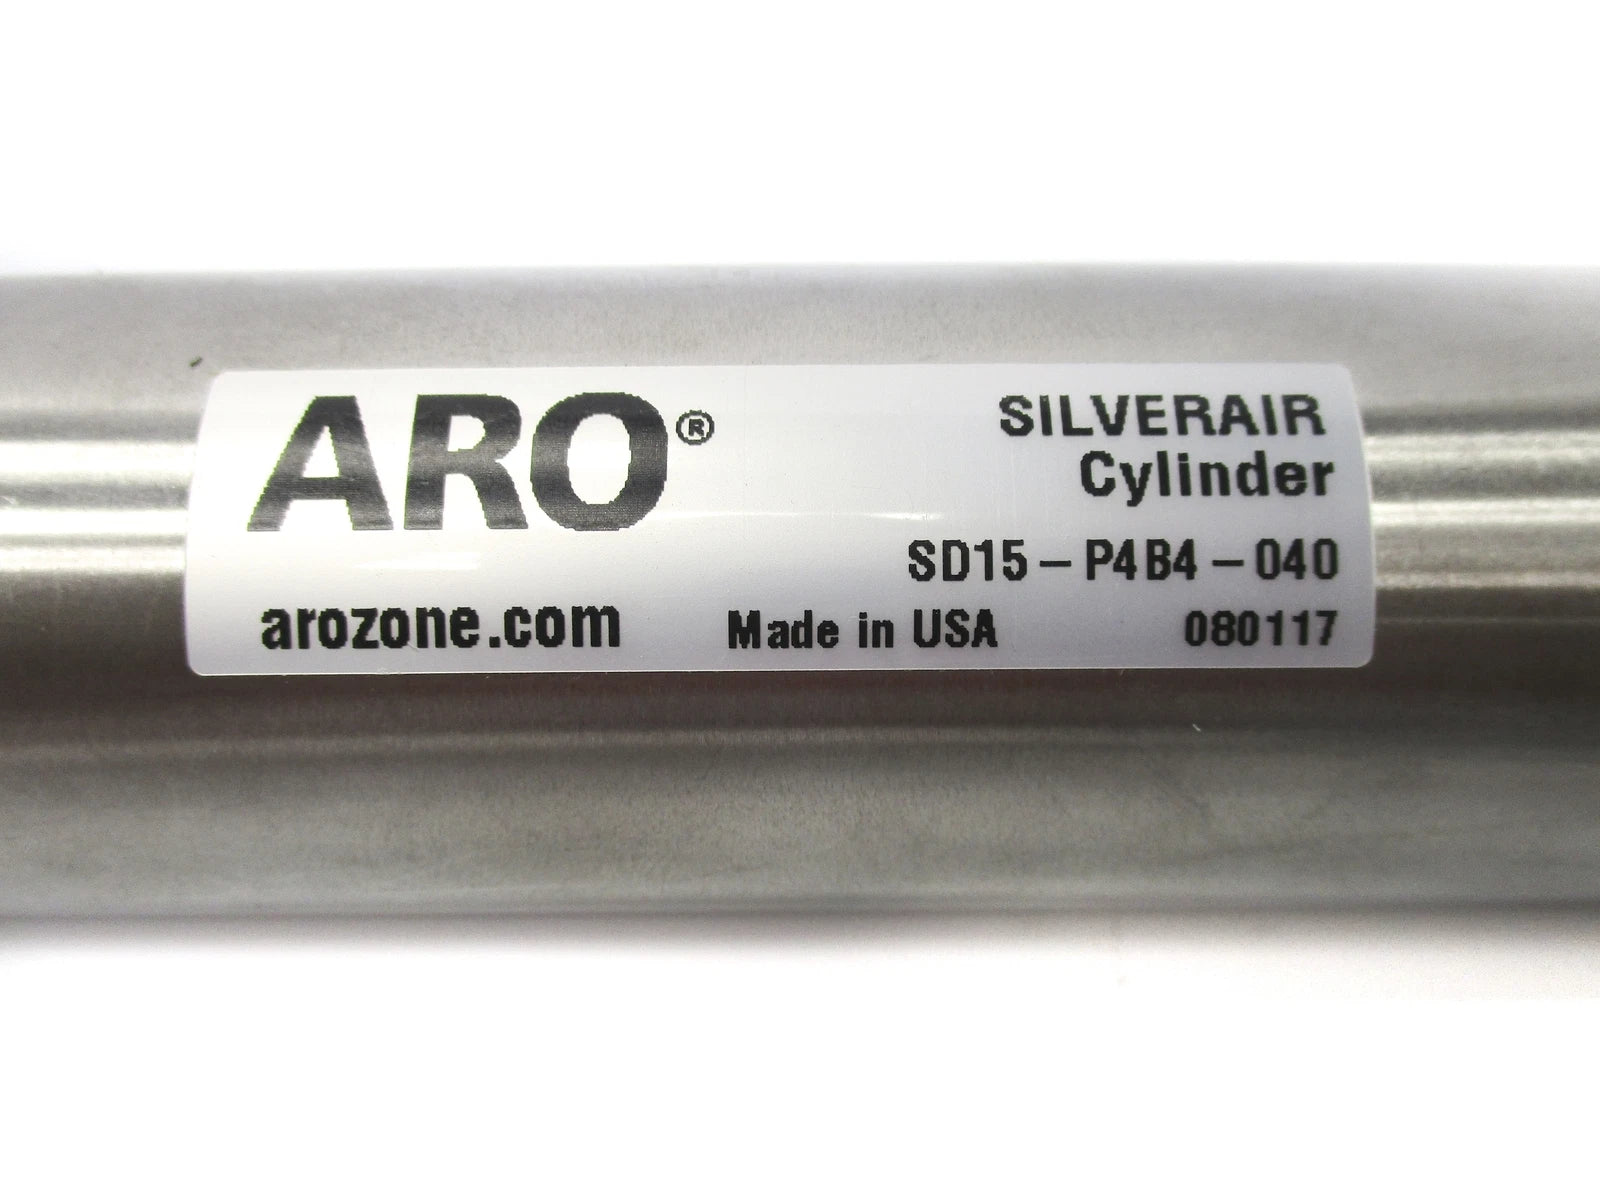 ARO®
SILVERAIR
Cylinder
SD15-P4B4-040
arozone.com Made in USA 080117